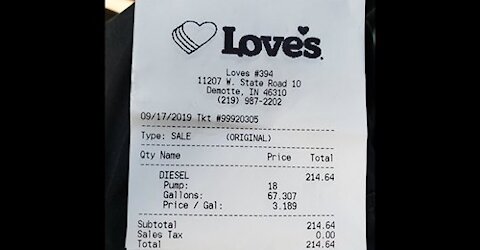 Love's
Loves #394
11207 W. State Road 10
Demotte, IN 46310
(219) 987-2202
09/17/2019 Tkt #99920305
Type: SALE (ORIGINAL)
Qty Name Price Total
DIESEL 214.64
Pump: 18
Gallons: 67.307
Price / Gal: 3.189
Subtotal 214.64
Sales Tax 0.00
Total 214.64